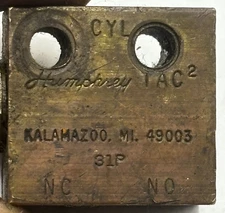 CYL
Humphrey TAC²
KALAMAZOO, MI. 49003
31P
NC NO